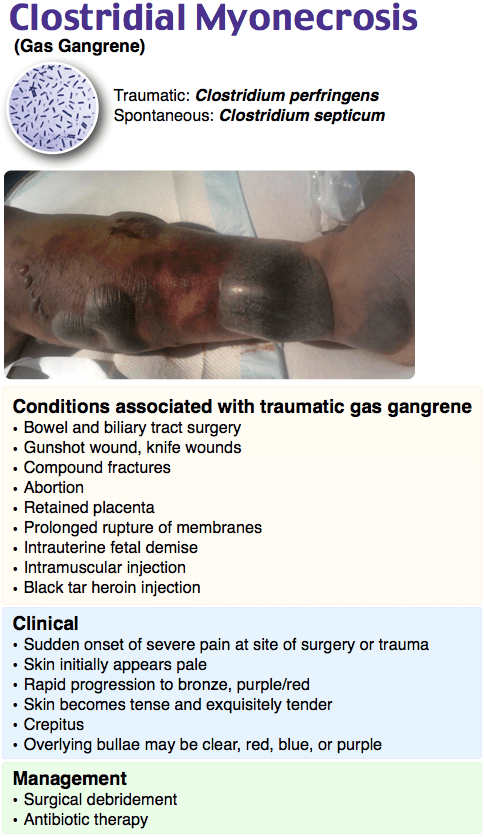 Clostridial Myonecrosis
(Gas Gangrene)
Traumatic: Clostridium perfringens
Spontaneous: Clostridium septicum
Conditions associated with traumatic gas gangrene
• Bowel and biliary tract surgery
• Gunshot wound, knife wounds
• Compound fractures
• Abortion
• Retained placenta
• Prolonged rupture of membranes
• Intrauterine fetal demise
• Intramuscular injection
• Black tar heroin injection
Clinical
• Sudden onset of severe pain at site of surgery or trauma
• Skin initially appears pale
• Rapid progression to bronze, purple/red
• Skin becomes tense and exquisitely tender
• Crepitus
• Overlying bullae may be clear, red, blue, or purple
Management
• Surgical debridement
• Antibiotic therapy